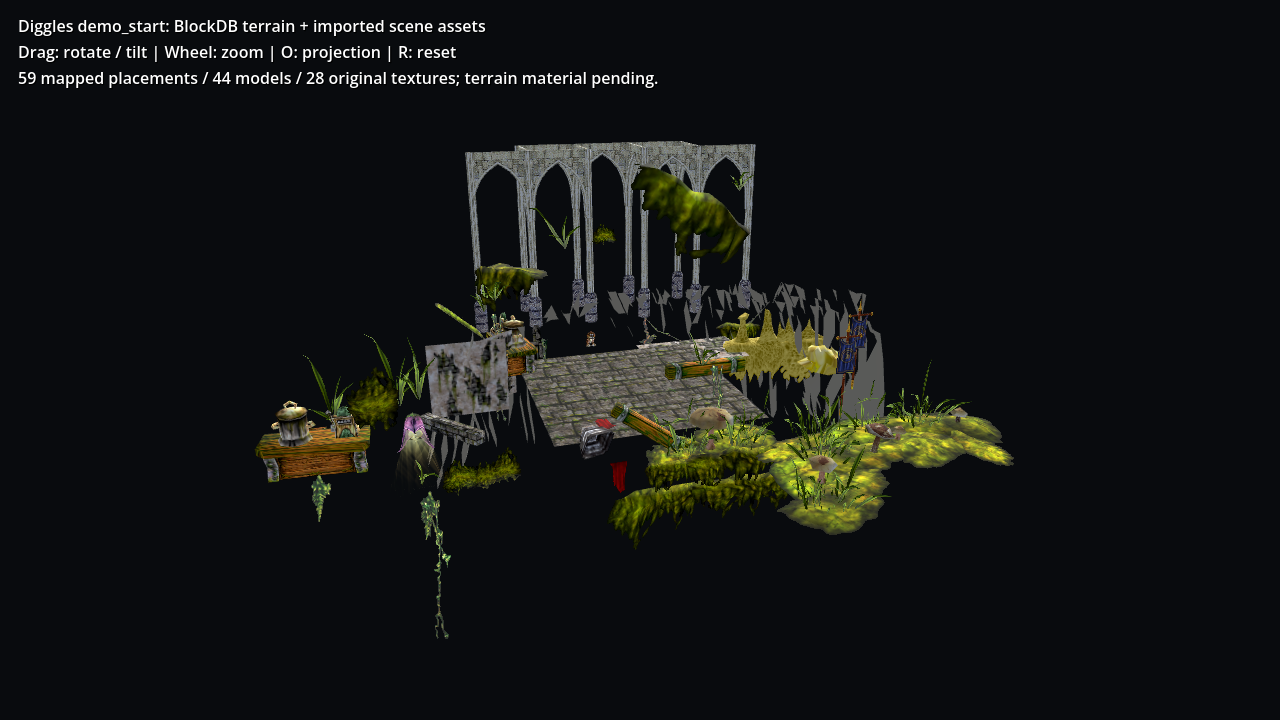 Diggles demo_start: BlockDB terrain + imported scene assets
Drag: rotate / tilt | Wheel: zoom | O: projection | R: reset
59 mapped placements / 44 models / 28 original textures; terrain material pending.